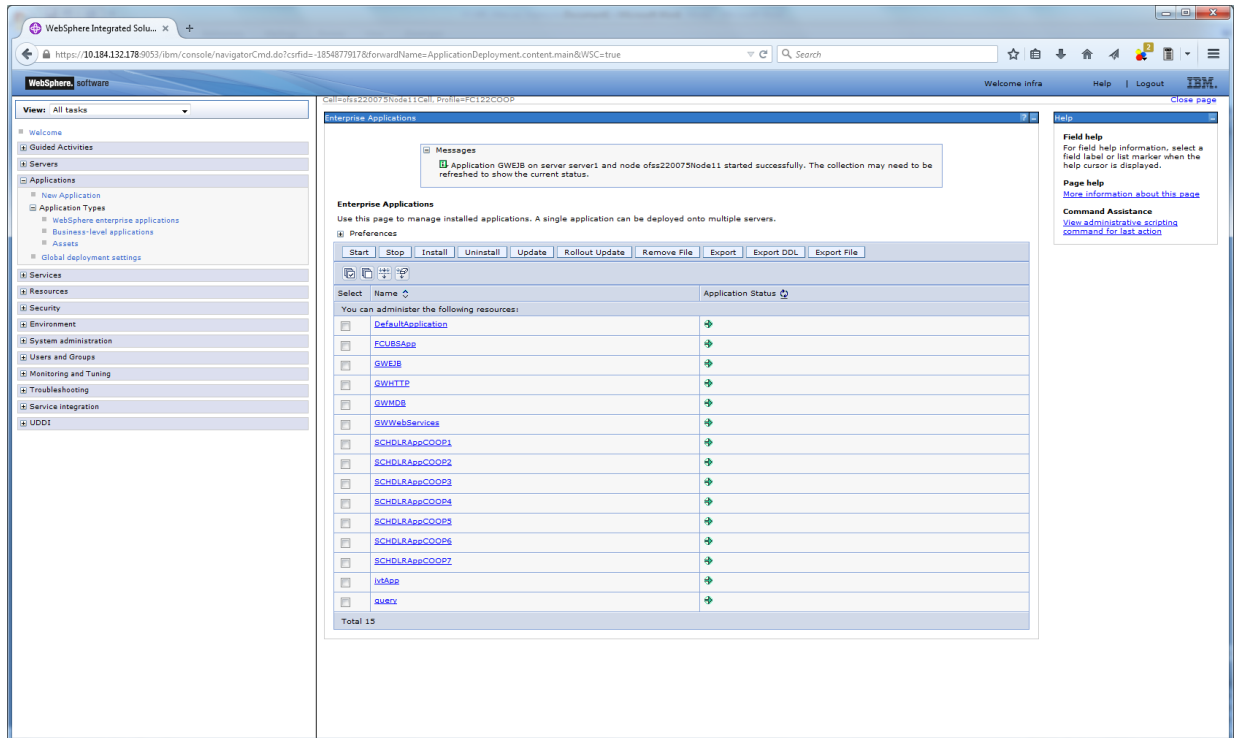 WebSphere Integrated Solu...
https://10.184.132.178:9053/ibm/console/navigatorCmd.do?csrfid=-1854877917&forwardName=ApplicationDeployment.content.main&WSC=true
Search
2
WebSphere. software
Welcome infra
Help | Logout
IBM.
View: All tasks
Welcome
Guided Activities
Servers
Applications
New Application
Application Types
WebSphere enterprise applications
Business-level applications
Assets
Global deployment settings
Services
Resources
Security
Environment
System administration
Users and Groups
Monitoring and Tuning
Troubleshooting
Service integration
UDDI
Cell=ofss220075Node11Cell, Profile=FC122COOP
Close page
Enterprise Applications
Messages
Application GWEJB on server server1 and node ofss220075Node11 started successfully. The collection may need to be
refreshed to show the current status.
Enterprise Applications
Use this page to manage installed applications. A single application can be deployed onto multiple servers.
Preferences
Start Stop Install Uninstall Update Rollout Update Remove File Export Export DDL Export File
Select Name Application Status
You can administer the following resources:
DefaultApplication
FCUBSApp
GWEJB
GWHTTP
GWMDB
GWWebServices
SCHDLRAppCOOP1
SCHDLRAppCOOP2
SCHDLRAppCOOP3
SCHDLRAppCOOP4
SCHDLRAppCOOP5
SCHDLRAppCOOP6
SCHDLRAppCOOP7
ivtApp
query
Total 15
Help
Field help
For field help information, select a
field label or list marker when the
help cursor is displayed.
Page help
More information about this page
Command Assistance
View administrative scripting
command for last action